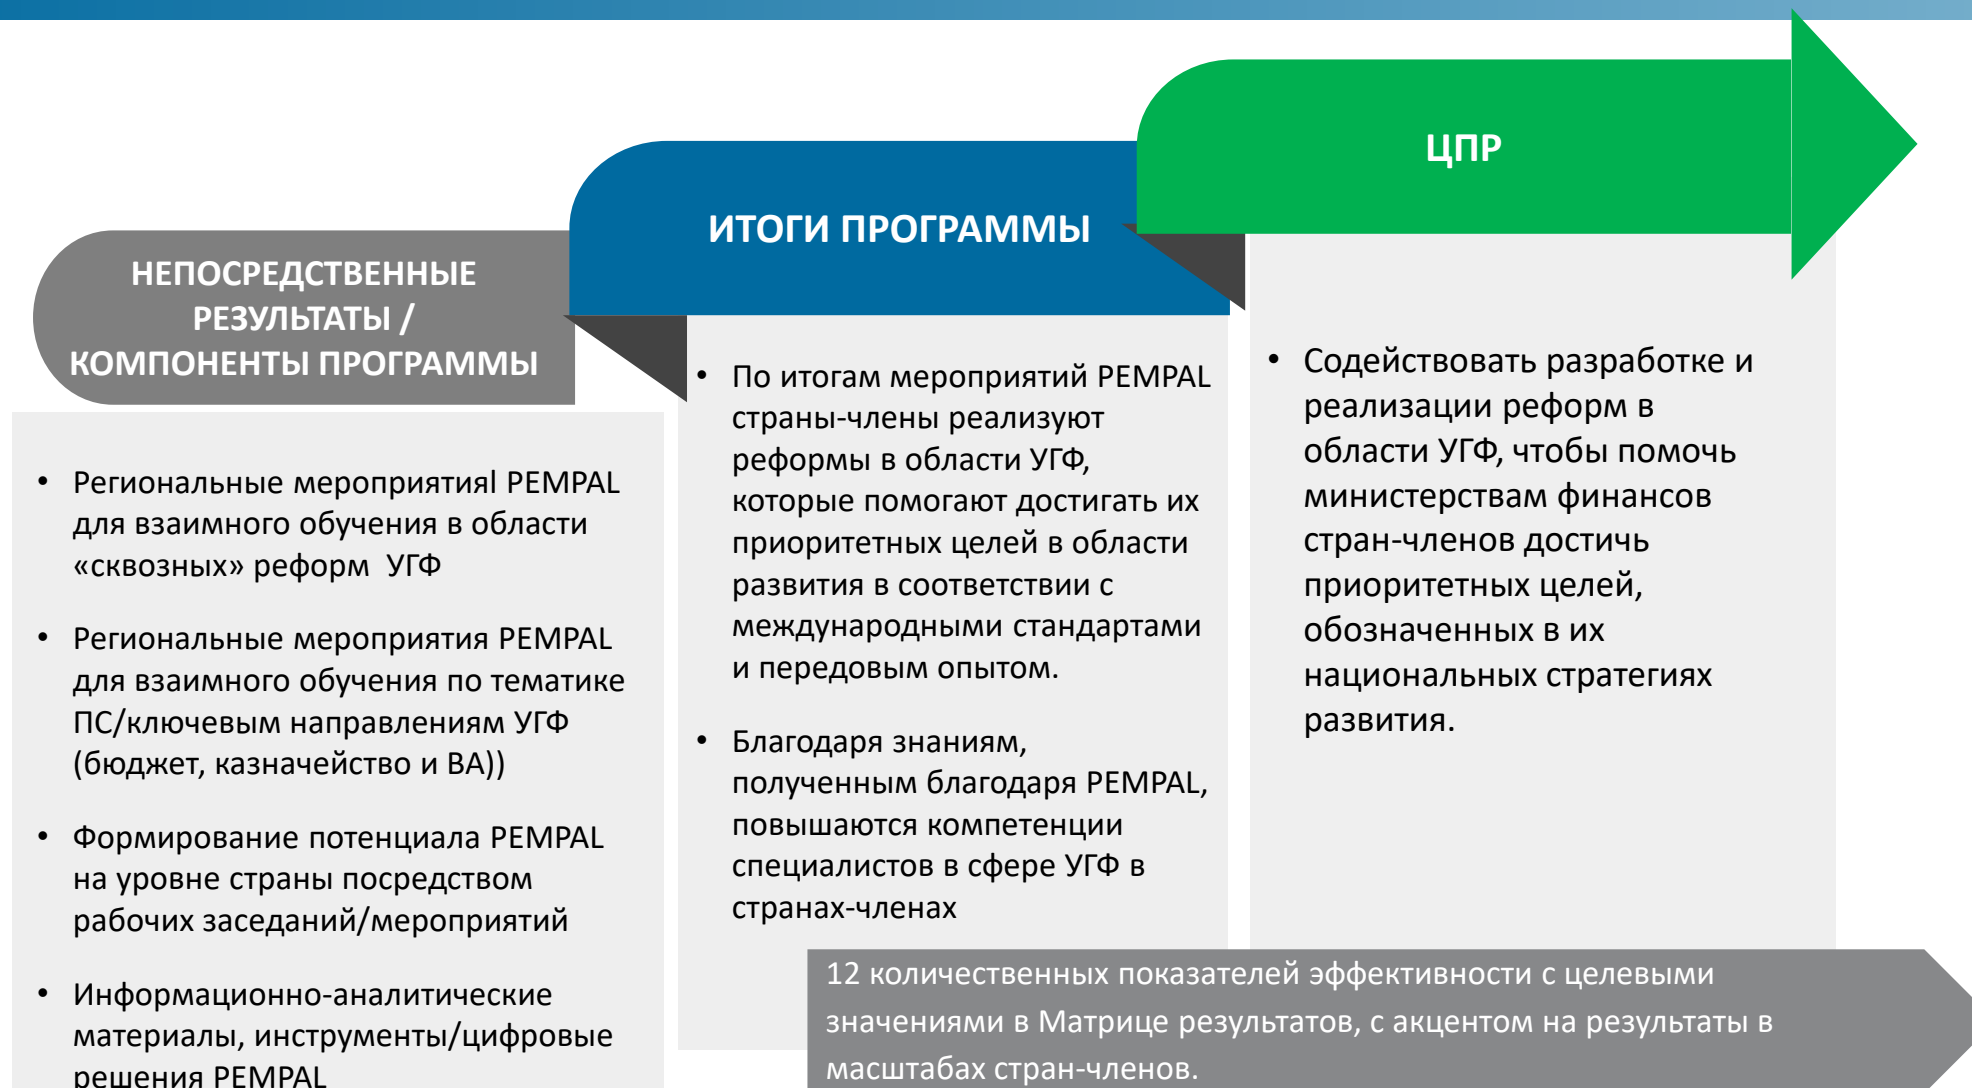 НЕПОСРЕДСТВЕННЫЕ
РЕЗУЛЬТАТЫ /
КОМПОНЕНТЫ ПРОГРАММЫ
• Региональные мероприятияl PEMPAL
для взаимного обучения в области
«сквозных» реформ УГФ
• Региональные мероприятия PEMPAL
для взаимного обучения по тематике
ПС/ключевым направлениям УГФ
(бюджет, казначейство и ВА))
• Формирование потенциала PEMPAL
на уровне страны посредством
рабочих заседаний/мероприятий
• Информационно-аналитические
материалы, инструменты/цифровые
решения PEMPAL
ИТОГИ ПРОГРАММЫ
• По итогам мероприятий PEMPAL
страны-члены реализуют
реформы в области УГФ,
которые помогают достигать их
приоритетных целей в области
развития в соответствии с
международными стандартами
и передовым опытом.
• Благодаря знаниям,
полученным благодаря PEMPAL,
повышаются компетенции
специалистов в сфере УГФ в
странах-членах
ЦПР
• Содействовать разработке и
реализации реформ в
области УГФ, чтобы помочь
министерствам финансов
стран-членов достичь
приоритетных целей,
обозначенных в их
национальных стратегиях
развития.
12 количественных показателей эффективности с целевыми
значениями в Матрице результатов, с акцентом на результаты в
масштабах стран-членов.